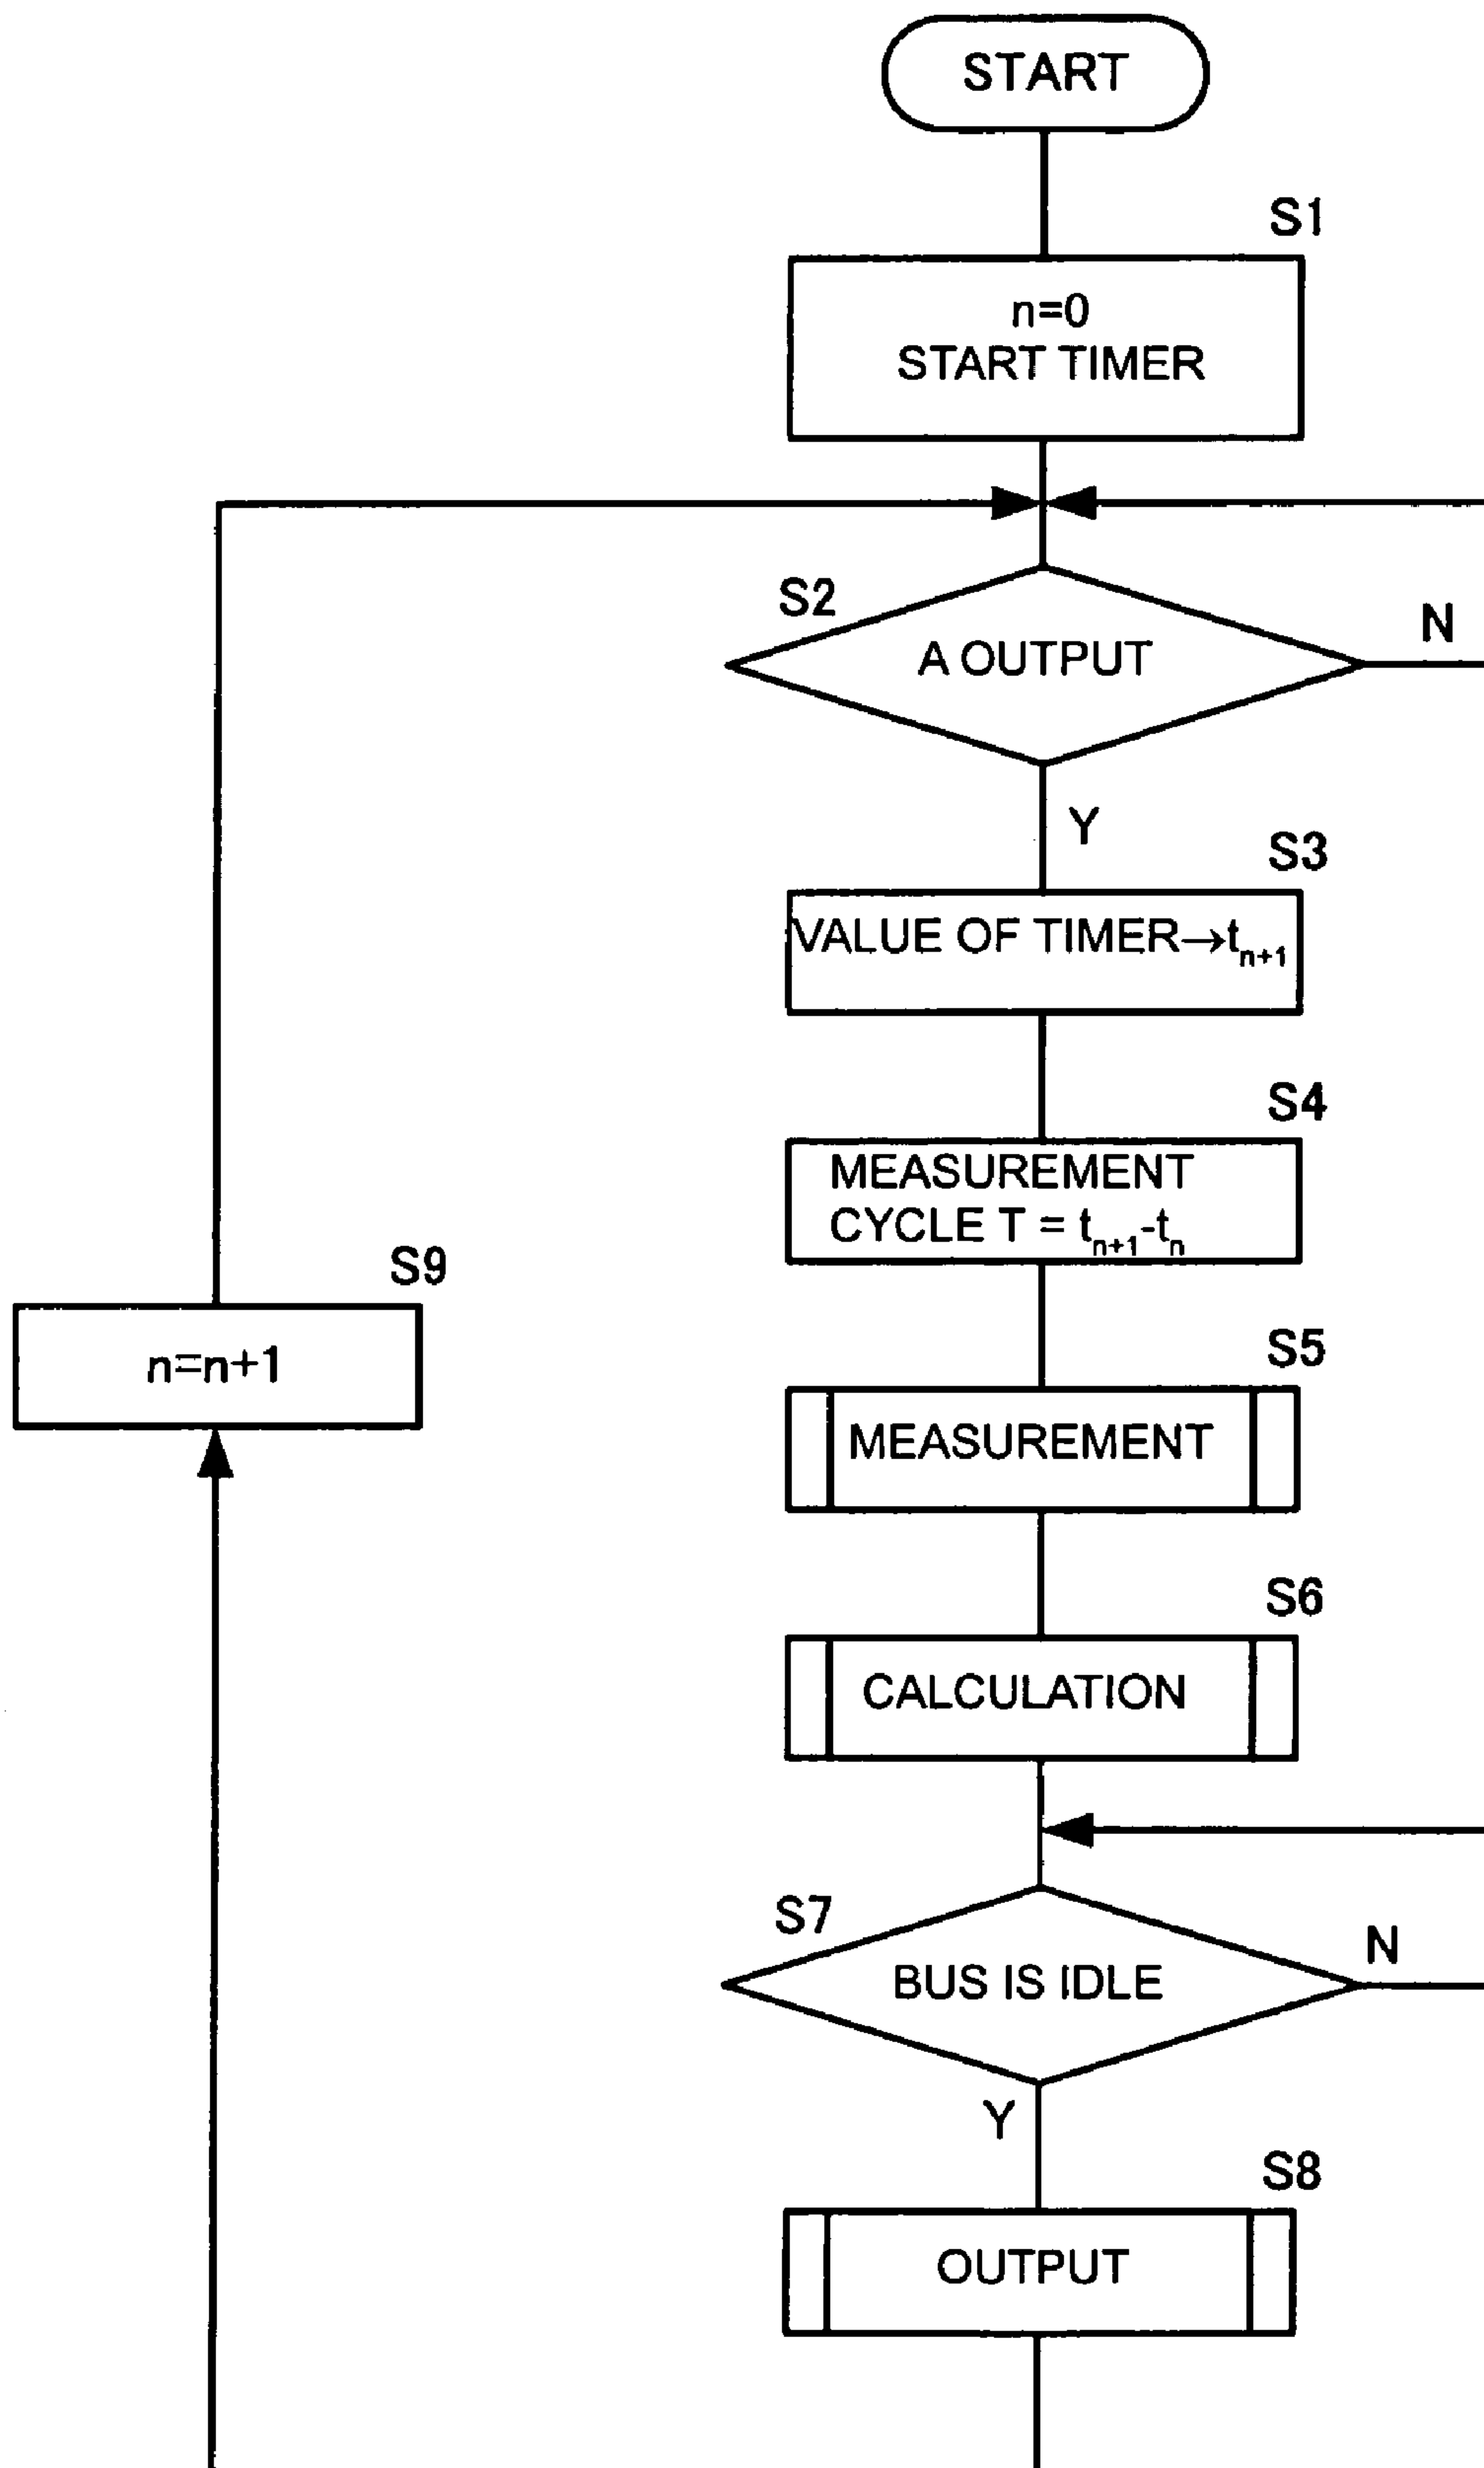 START
S1
n=0
START TIMER
S2
A OUTPUT
N
Y
S3
VALUE OF TIMER→tₙ₊₁
S4
MEASUREMENT
CYCLE T = tₙ₊₁-tₙ
S9
n=n+1
S5
MEASUREMENT
S6
CALCULATION
S7
BUS IS IDLE
N
Y
S8
OUTPUT